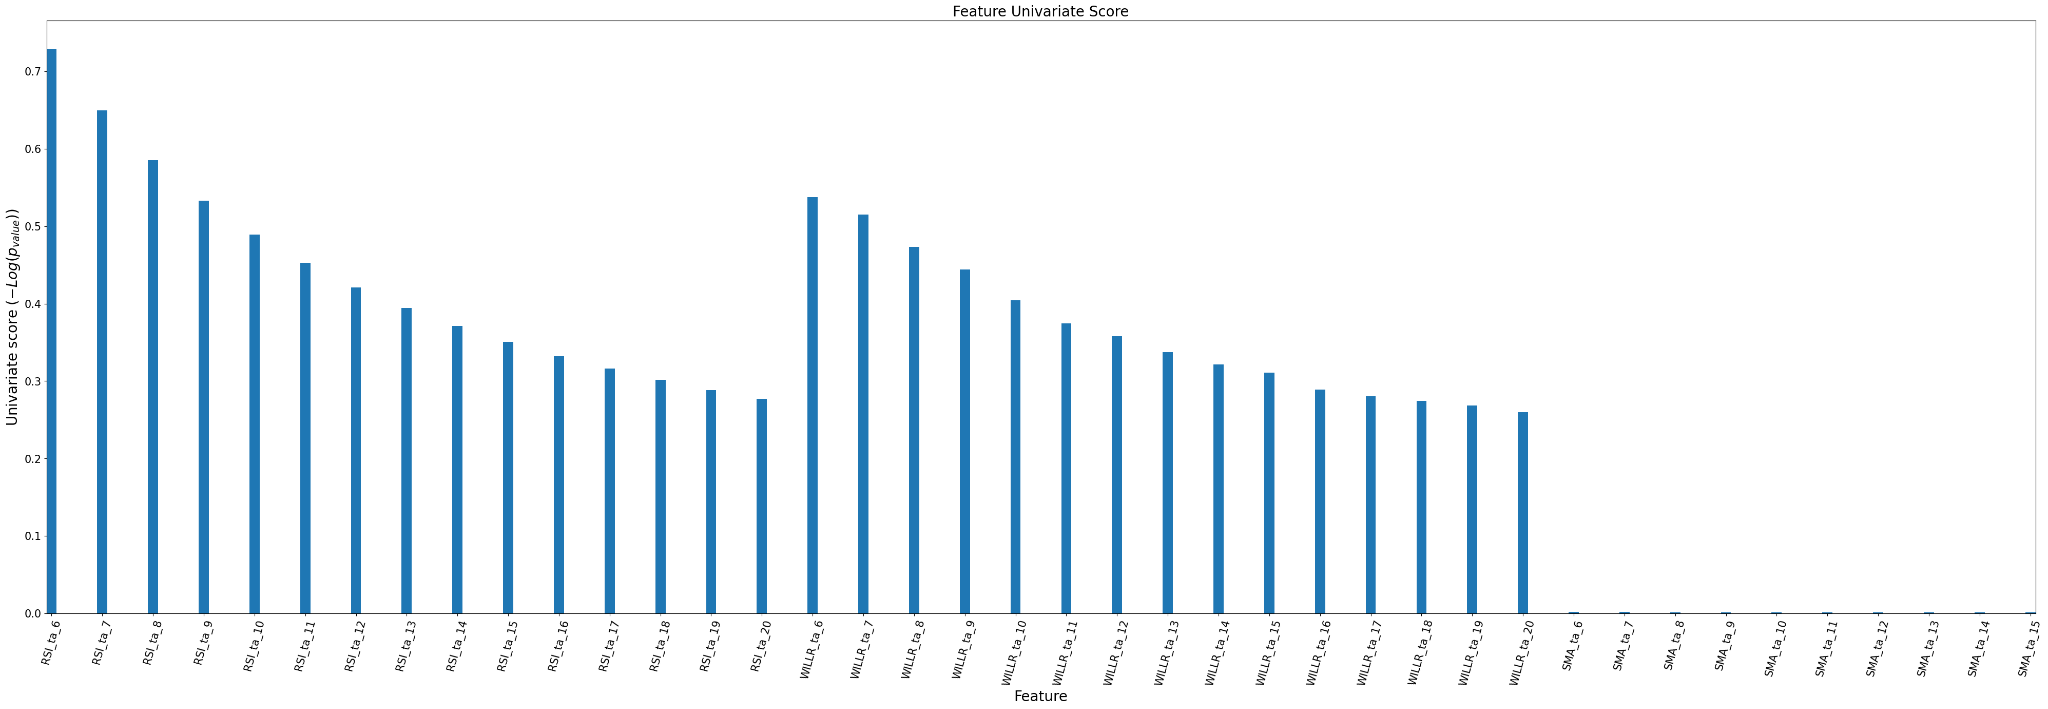 Feature Univariate Score
Univariate score (−Log(p_value))
0.7
0.6
0.5
0.4
0.3
0.2
0.1
0.0
RSI_ta_6
RSI_ta_7
RSI_ta_8
RSI_ta_9
RSI_ta_10
RSI_ta_11
RSI_ta_12
RSI_ta_13
RSI_ta_14
RSI_ta_15
RSI_ta_16
RSI_ta_17
RSI_ta_18
RSI_ta_19
RSI_ta_20
WILLR_ta_6
WILLR_ta_7
WILLR_ta_8
WILLR_ta_9
WILLR_ta_10
WILLR_ta_11
WILLR_ta_12
WILLR_ta_13
WILLR_ta_14
WILLR_ta_15
WILLR_ta_16
WILLR_ta_17
WILLR_ta_18
WILLR_ta_19
WILLR_ta_20
SMA_ta_6
SMA_ta_7
SMA_ta_8
SMA_ta_9
SMA_ta_10
SMA_ta_11
SMA_ta_12
SMA_ta_13
SMA_ta_14
SMA_ta_15
Feature